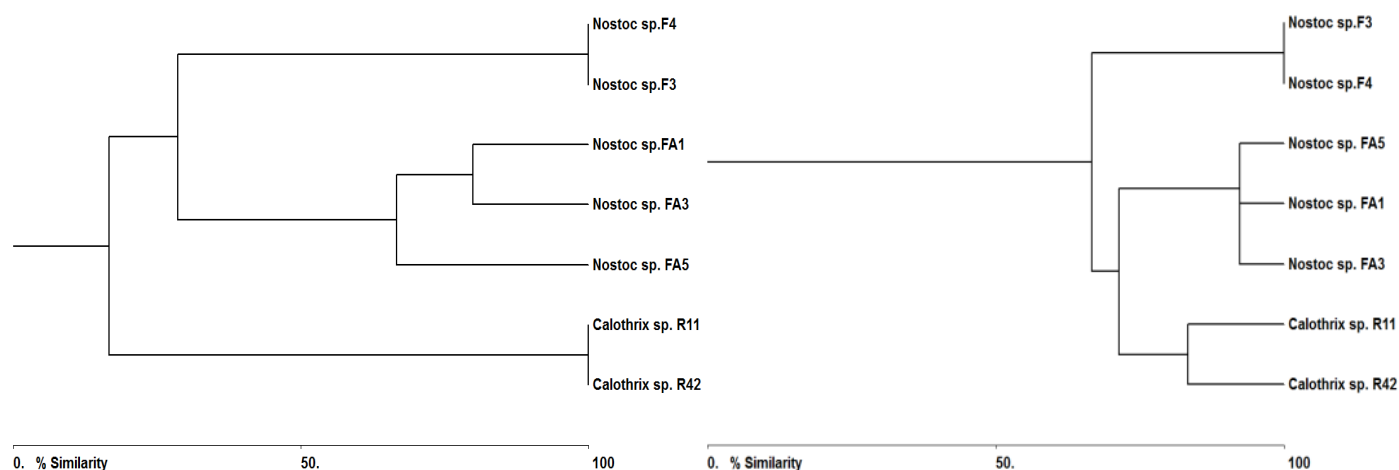 Nostoc sp.F4
Nostoc sp.F3
Nostoc sp.FA1
Nostoc sp. FA3
Nostoc sp. FA5
Calothrix sp. R11
Calothrix sp. R42
0. % Similarity 50. 100
Nostoc sp.F3
Nostoc sp.F4
Nostoc sp. FA5
Nostoc sp. FA1
Nostoc sp. FA3
Calothrix sp. R11
Calothrix sp. R42
0. % Similarity 50. 100